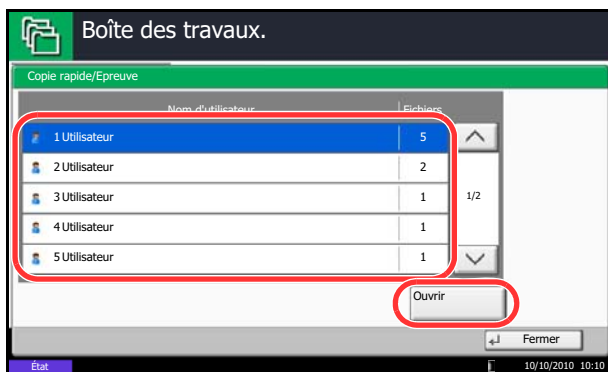 Boîte des travaux.
Copie rapide/Epreuve
Nom d'utilisateur Fichiers
1 Utilisateur 5
2 Utilisateur 2
3 Utilisateur 1
1/2
4 Utilisateur 1
5 Utilisateur 1
Ouvrir
Fermer
État 10/10/2010 10:10